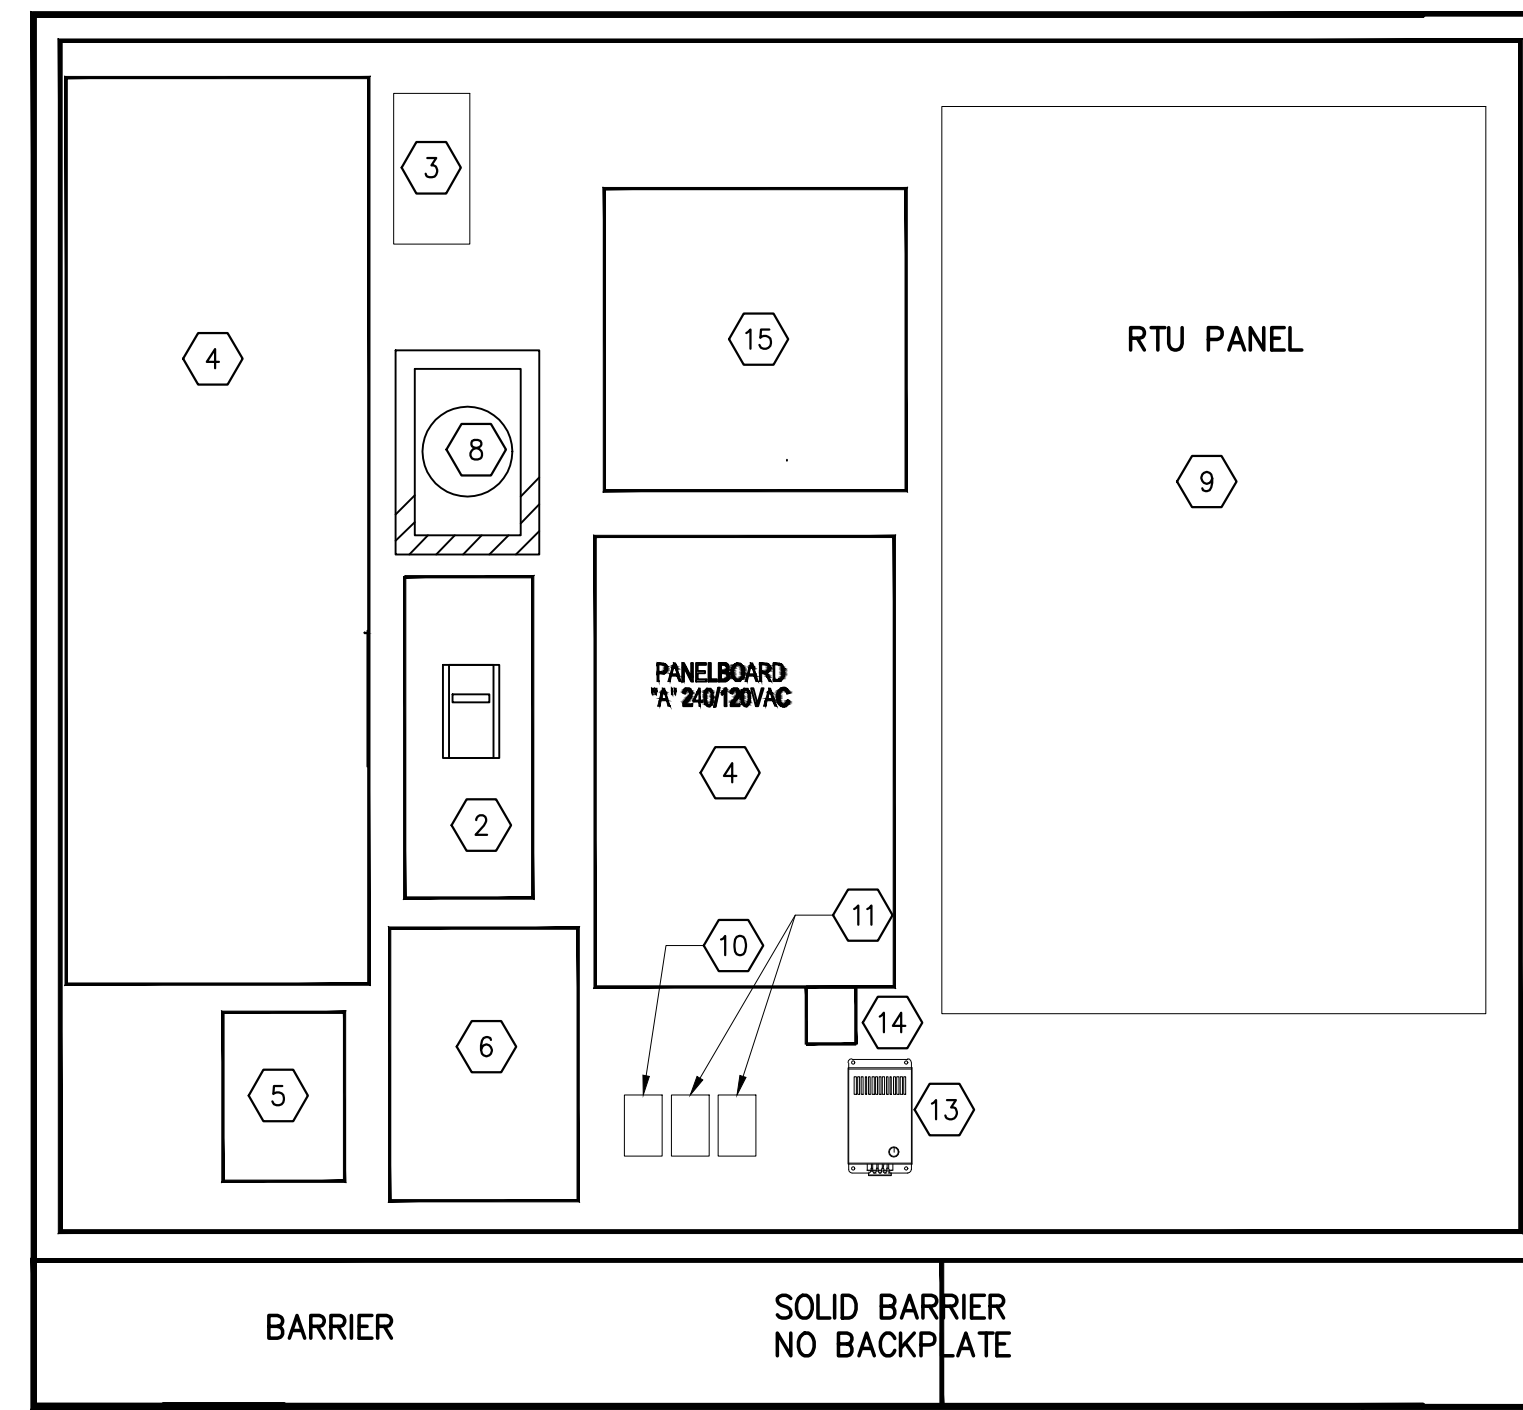 3
4
15
RTU PANEL
8
9
PANELBOARD
"A" 240/120VAC
4
2
11
10
14
6
5
13
BARRIER
SOLID BARRIER
NO BACKPLATE